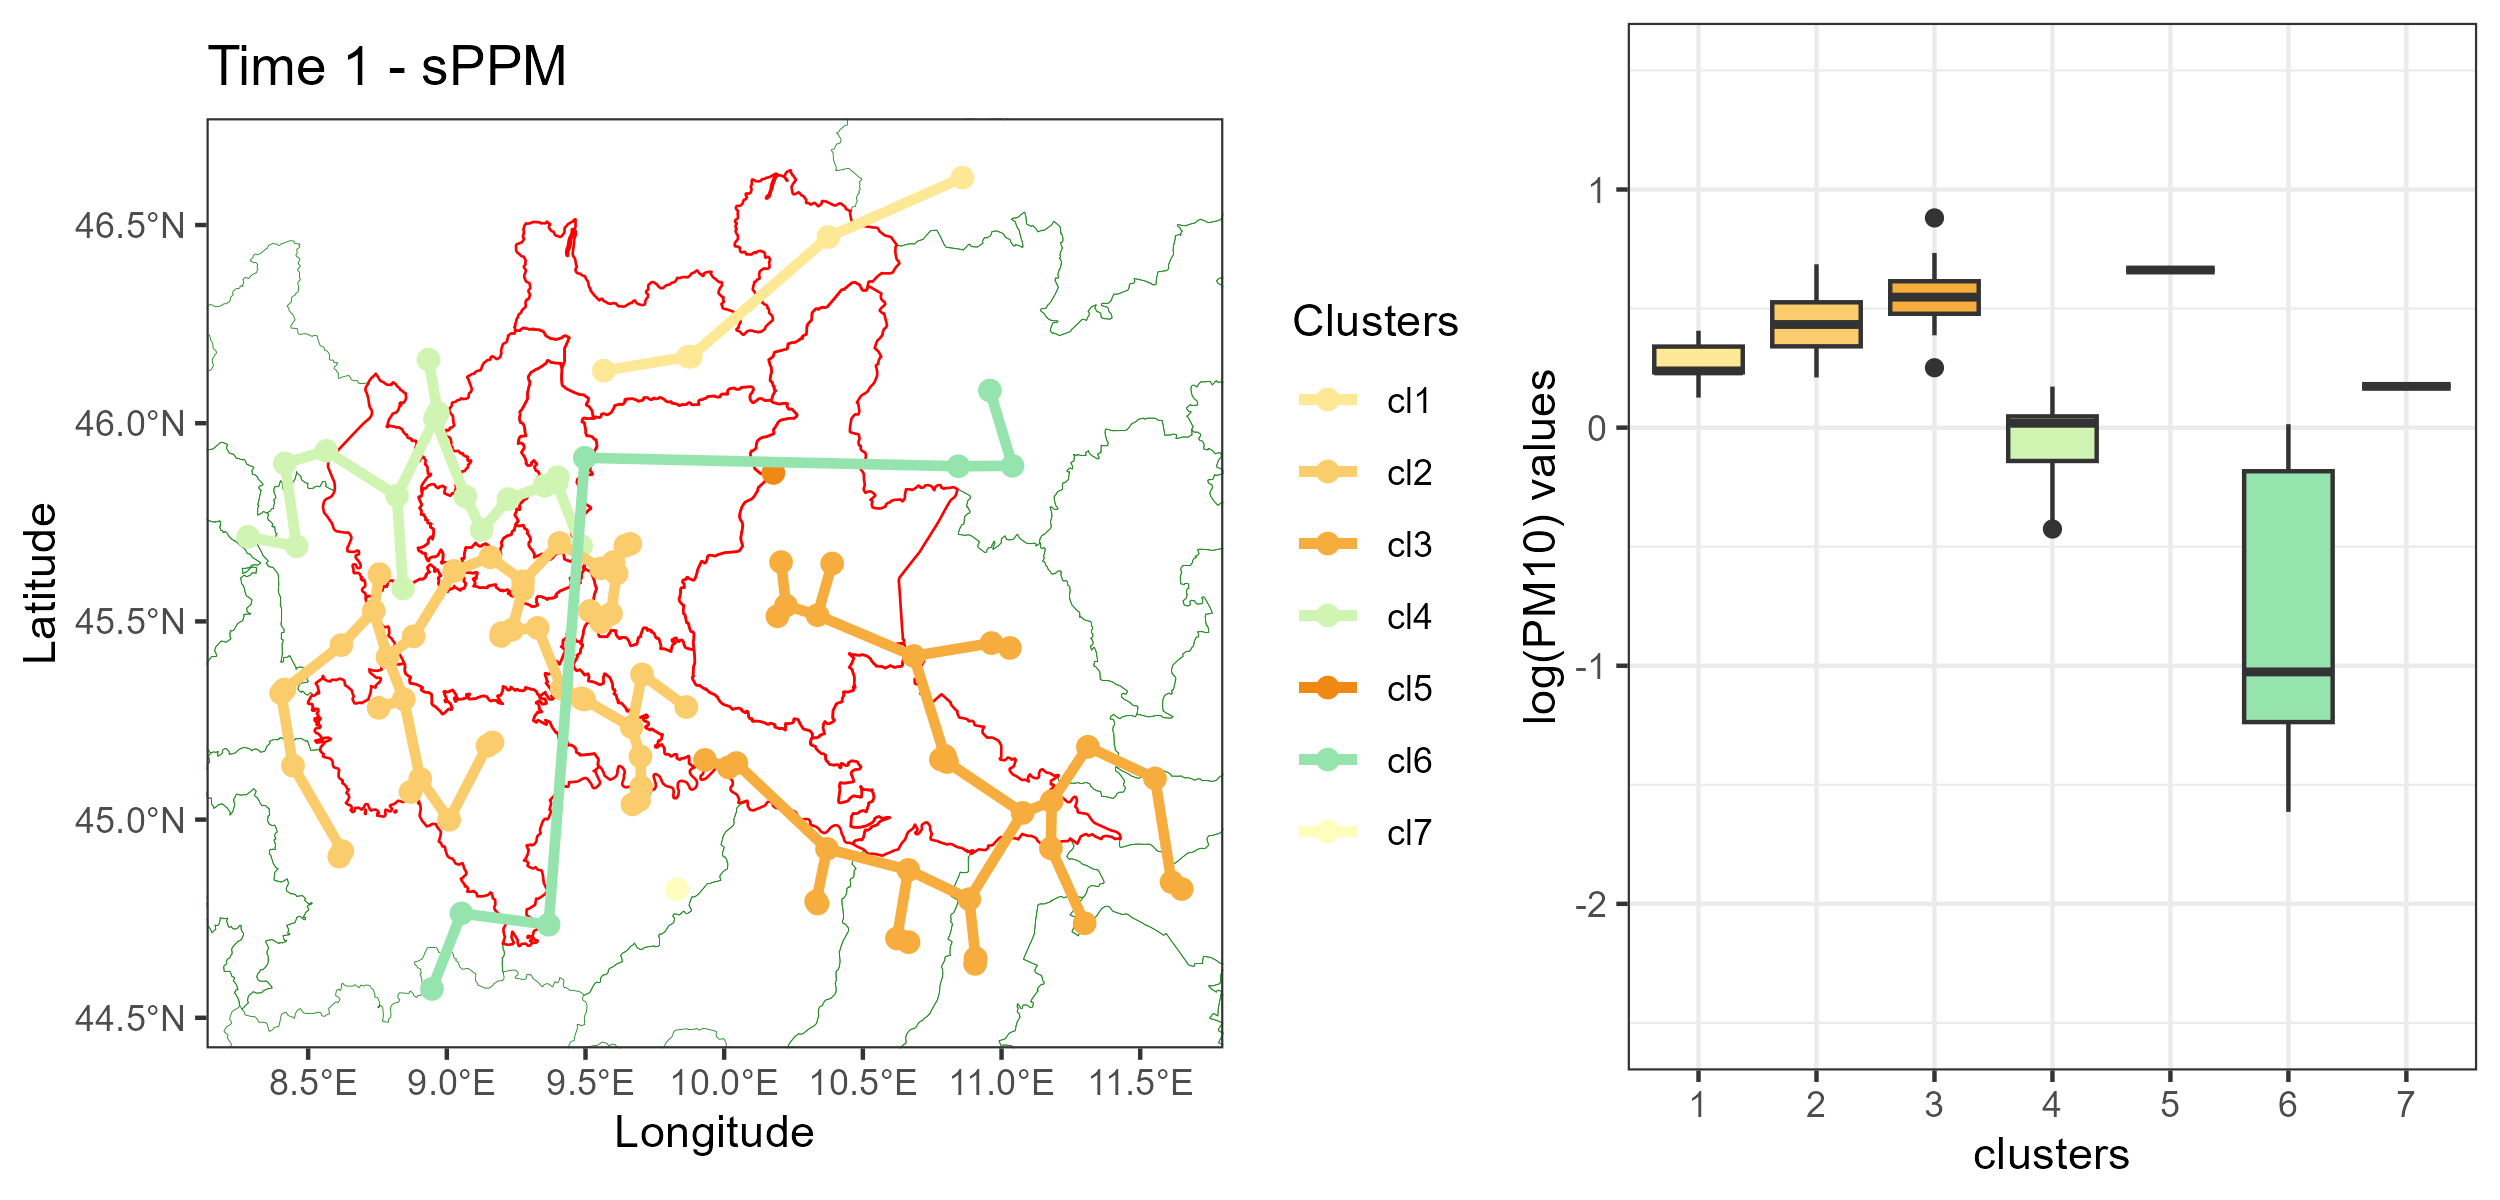 Time 1 - sPPM
Latitude
46.5°N
46.0°N
45.5°N
45.0°N
44.5°N
8.5°E 9.0°E 9.5°E 10.0°E 10.5°E 11.0°E 11.5°E
Longitude
Clusters
cl1
cl2
cl3
cl4
cl5
cl6
cl7
log(PM10) values
1
0
-1
-2
1 2 3 4 5 6 7
clusters